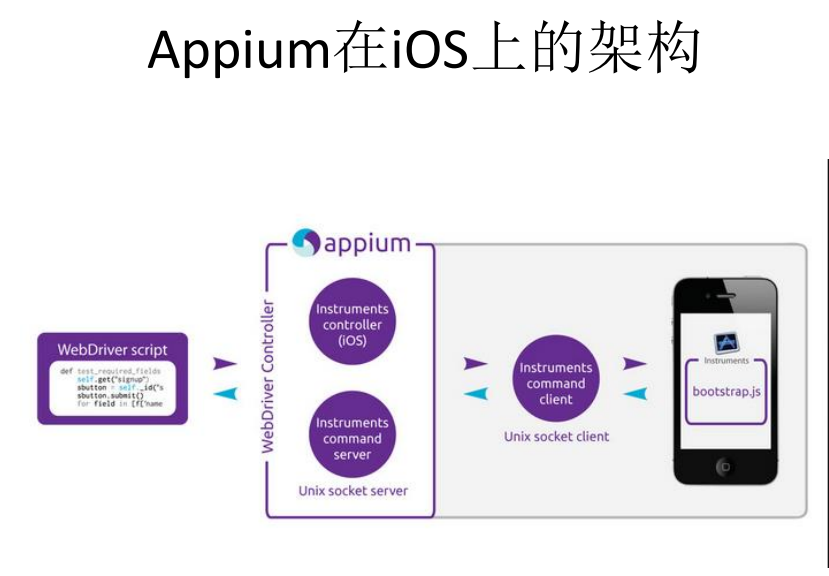 Appium在iOS上的架构
appium
WebDriver script
def test_required_fields
self.get("signup")
sbutton = self._id("s
sbutton.submit()
for field in [f["name
WebDriver Controller
Instruments
controller
(iOS)
Instruments
command
server
Unix socket server
Instruments
command
client
Unix socket client
Instruments
bootstrap.js